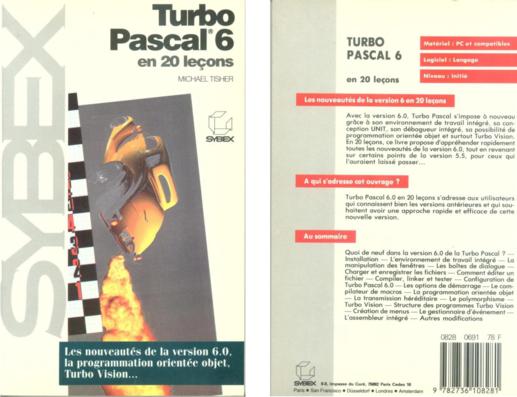 Turbo
Pascal® 6
en 20 leçons
MICHAEL TISHER
SYBEX
SYBEX
Les nouveautés de la version 6.0,
la programmation orientée objet,
Turbo Vision...
TURBO
PASCAL 6
en 20 leçons
Matériel : PC et compatibles
Logiciel : Langage
Niveau : Initié
Les nouveautés de la version 6 en 20 leçons
Avec la version 6.0, Turbo Pascal s'impose à nouveau
grâce à son environnement de travail intégré, sa con-
ception UNIT, son débogueur intégré, sa possibilité de
programmation orientée objet et surtout Turbo Vision.
En 20 leçons, ce livre propose d'appréhender rapidement
toutes les nouveautés de la version 6.0, tout en revenant
sur certains points de la version 5.5, pour ceux qui
l'auraient laissé passer...
A qui s'adresse cet ouvrage ?
Turbo Pascal 6.0 en 20 leçons s'adresse aux utilisateurs
qui connaissent bien les versions antérieures et qui sou-
haitent avoir une approche rapide et efficace de cette
nouvelle version.
Au sommaire
Quoi de neuf dans la version 6.0 de Turbo Pascal ? —
Installation — L'environnement de travail intégré — La
manipulation des fenêtres — Les boîtes de dialogue —
Charger et enregistrer les fichiers — Comment éditer un
fichier — Compiler, linker et tester — Configuration de
Turbo Pascal 6.0 — Les options de démarrage — Le com-
pilateur de macros — La programmation orientée objet
— La transmission héréditaire — Le polymorphisme —
Turbo Vision — Structure des programmes Turbo Vision
— Création de menus — Le gestionnaire d'événement —
L'assembleur intégré — Autres modifications
0828 0691 78 F
SYBEX
6-8, Impasse du Curé, 75882 Paris Cedex 18
Paris • San Francisco • Düsseldorf • Londres • Amsterdam
9 782736 108281